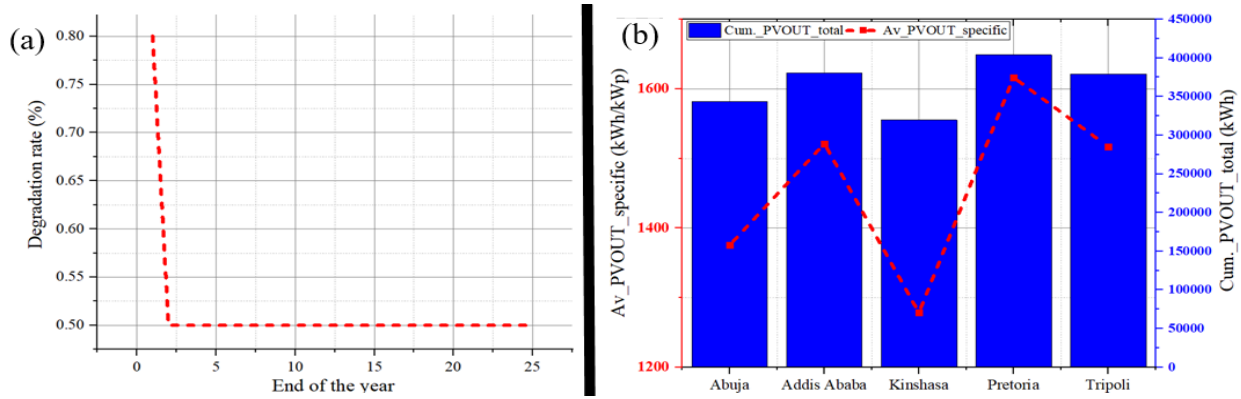 (a)
0.80
0.75
0.70
0.65
0.60
0.55
0.50
Degradation rate (%)
0
5
10
15
20
25
End of the year
(b)
Cum._PVOUT_total
Av_PVOUT_specific
1600
1400
1200
Av_PVOUT_specific (kWh/kWp)
450000
400000
350000
300000
250000
200000
150000
100000
50000
0
Cum._PVOUT_total (kWh)
Abuja
Addis Ababa
Kinshasa
Pretoria
Tripoli